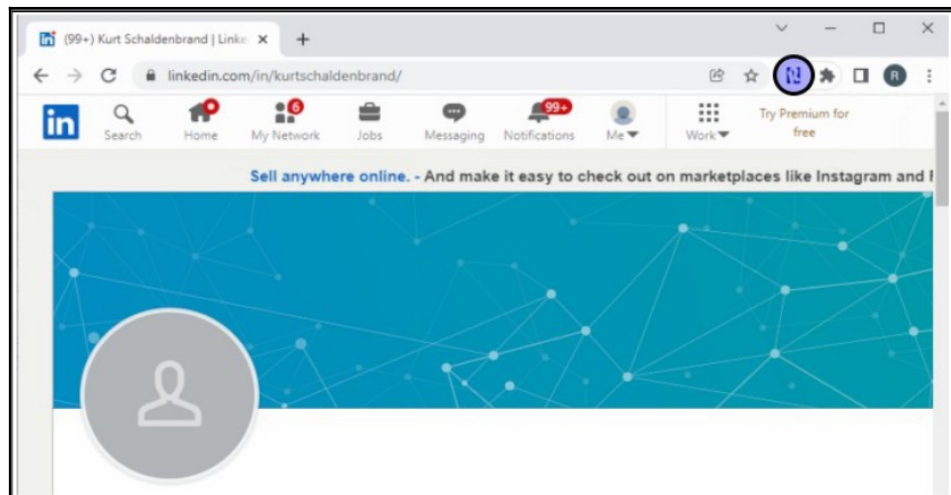 in (99+) Kurt Schaldenbrand | Linke
linkedin.com/in/kurtschaldenbrand/
R
in
6
99+
Search Home My Network Jobs Messaging Notifications Me Work Try Premium for free
Sell anywhere online. - And make it easy to check out on marketplaces like Instagram and F